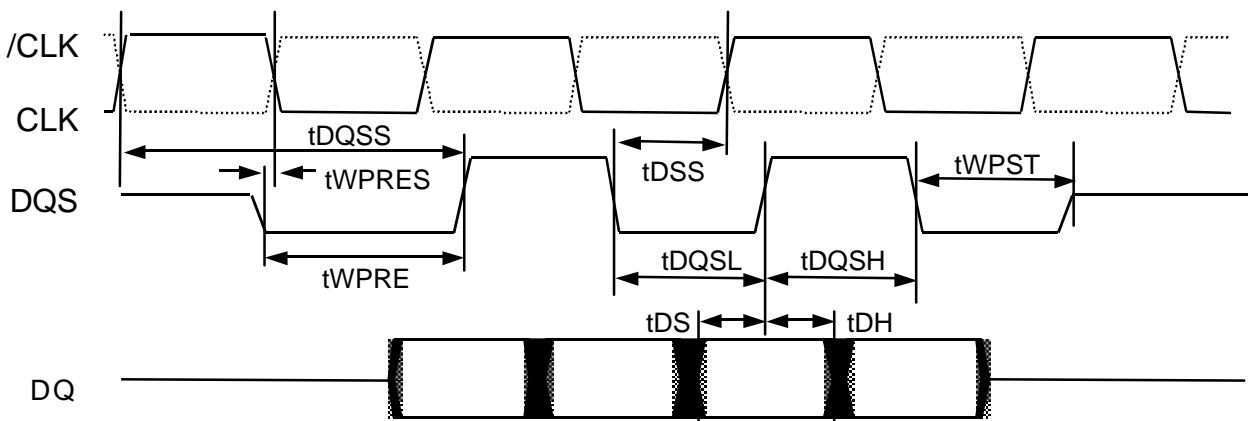 /CLK
CLK
tDQSS
tWPRES
tDSS
tWPST
DQS
tWPRE
tDQSL
tDQSH
tDS
tDH
DQ